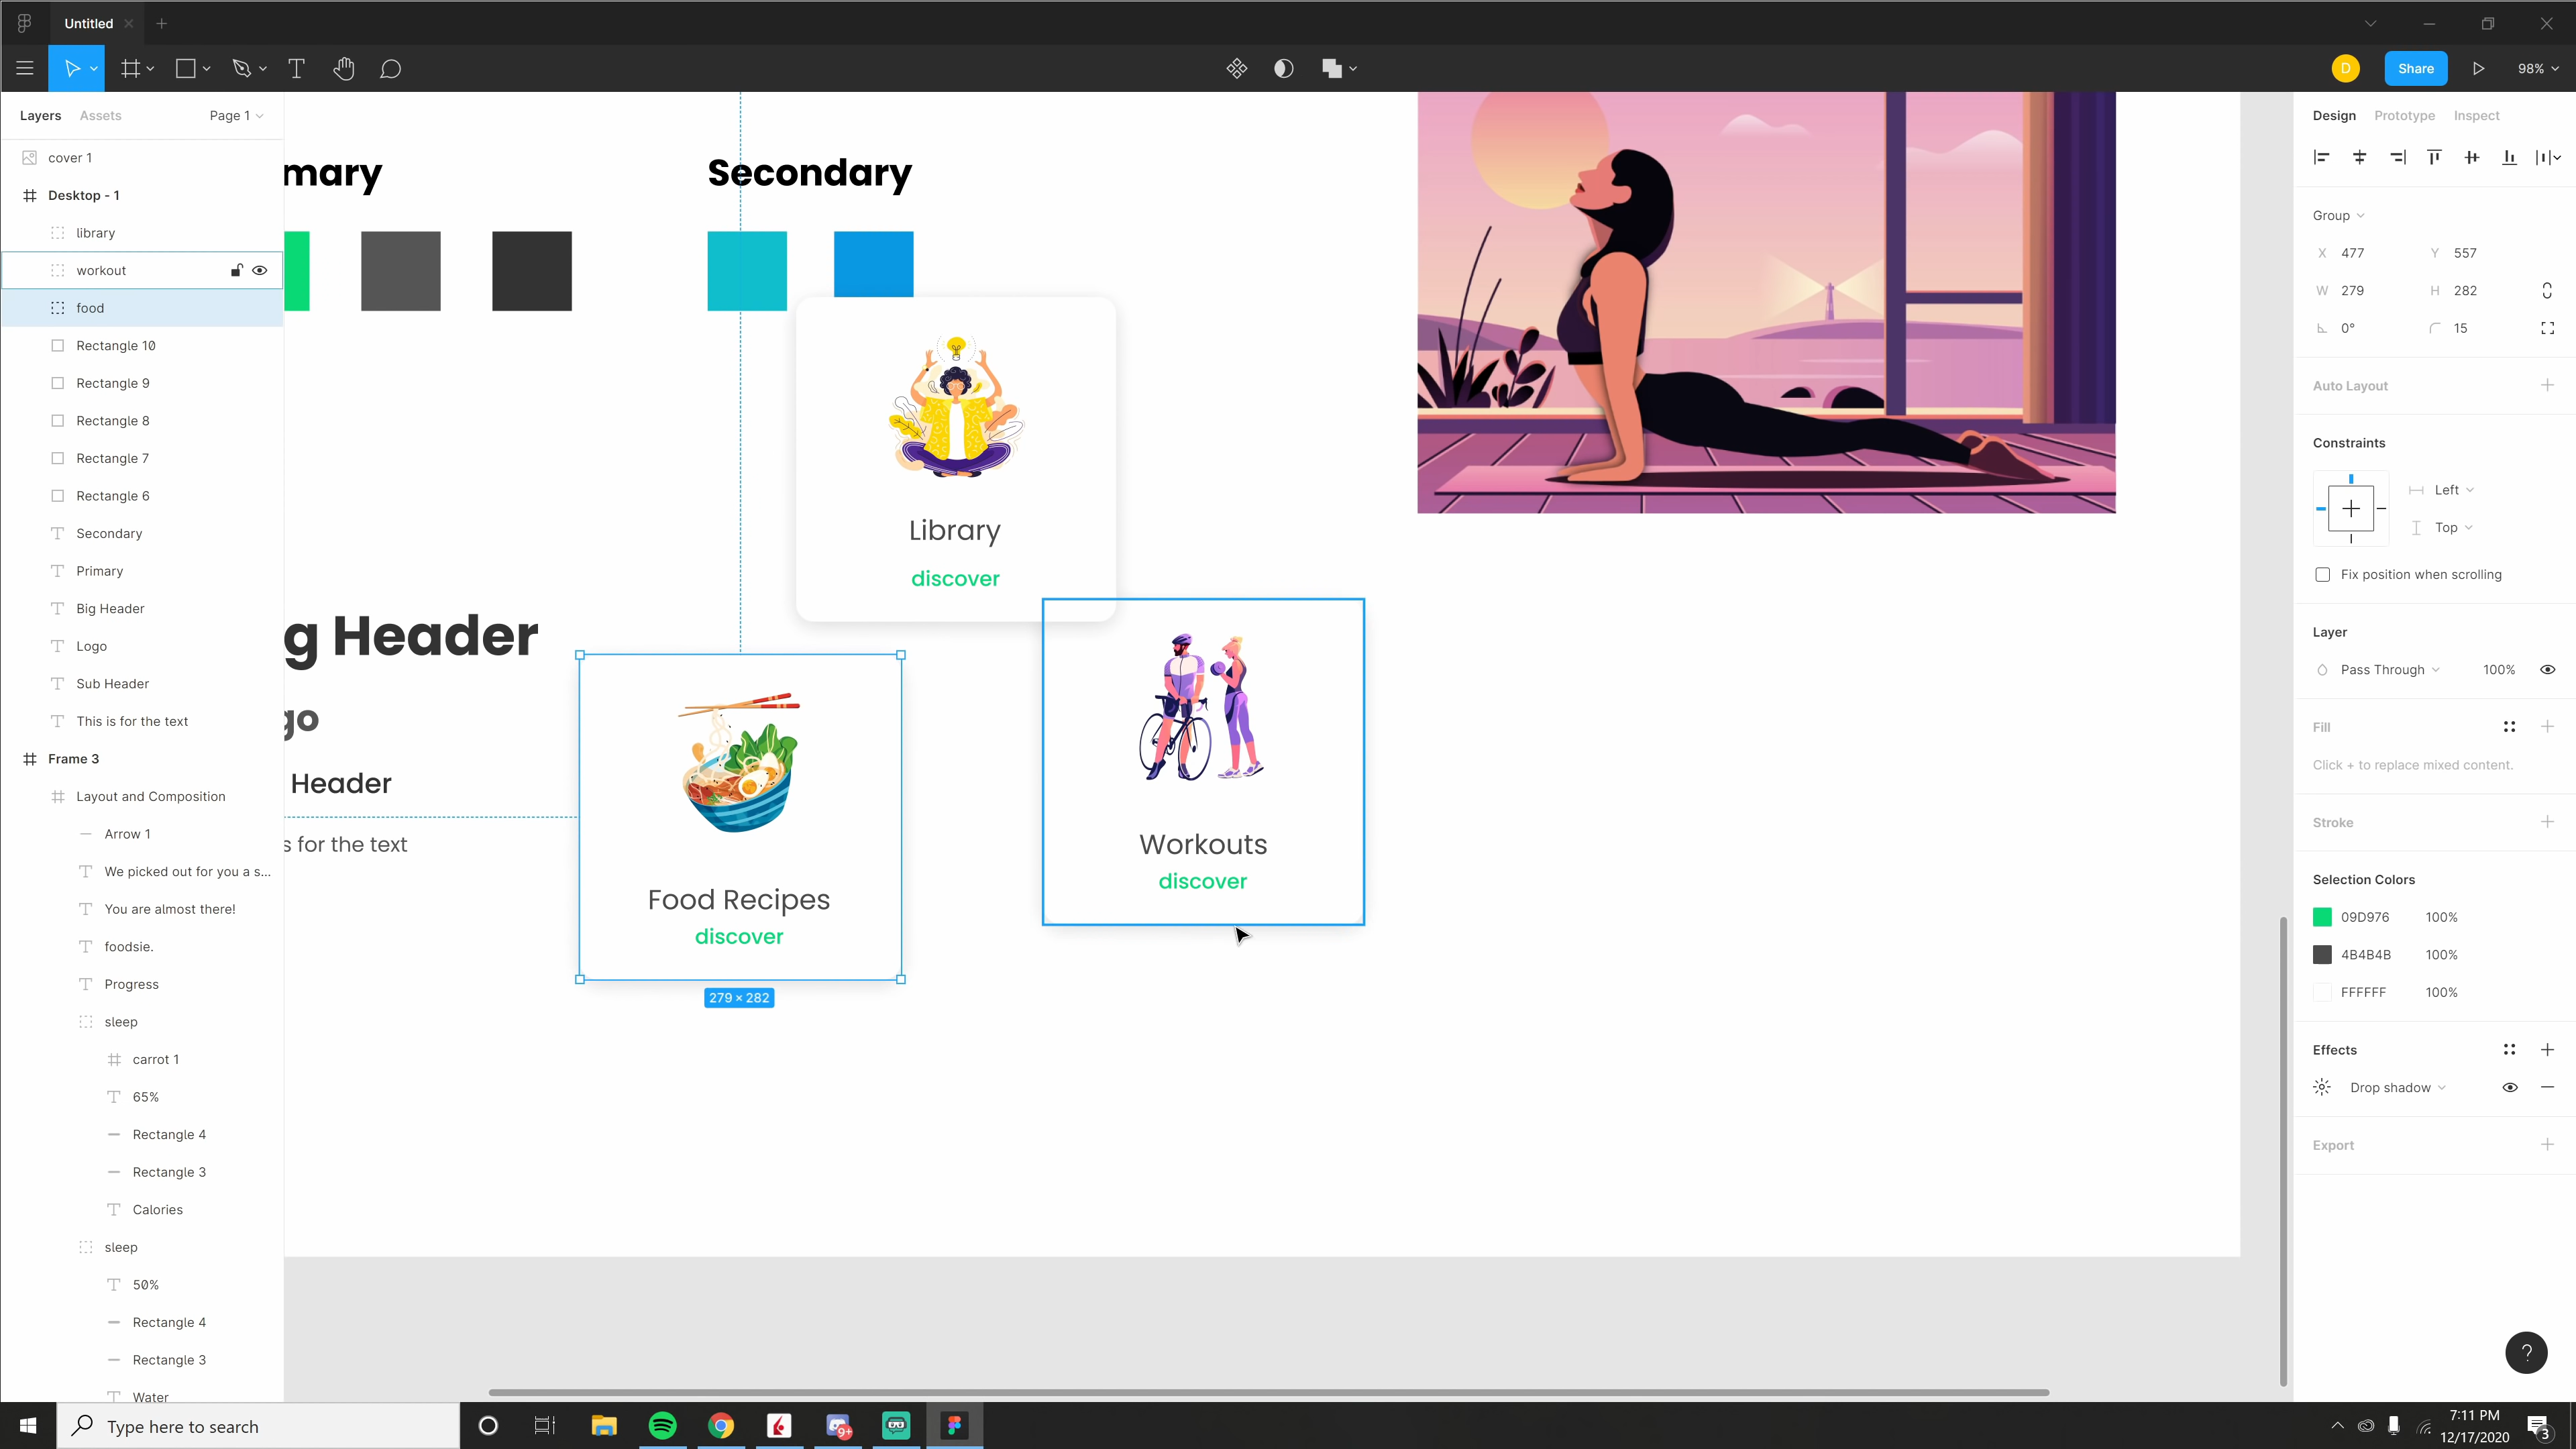 Untitled
Share
98%
D
Layers
Assets
Page 1
cover 1
Desktop - 1
library
workout
food
Rectangle 10
Rectangle 9
Rectangle 8
Rectangle 7
Rectangle 6
Secondary
Primary
Big Header
Logo
Sub Header
This is for the text
Frame 3
Layout and Composition
Arrow 1
We picked out for you a s...
You are almost there!
foodsie.
Progress
sleep
carrot 1
65%
Rectangle 4
Rectangle 3
Calories
sleep
50%
Rectangle 4
Rectangle 3
Water
mary
Secondary
g Header
go
Header
s for the text
Library
discover
Food Recipes
discover
279 × 282
Workouts
discover
Design
Prototype
Inspect
Group
X 477
Y 557
W 279
H 282
0°
15
Auto Layout
Constraints
Left
Top
Fix position when scrolling
Layer
Pass Through
100%
Fill
Click + to replace mixed content.
Stroke
Selection Colors
09D976 100%
4B4B4B 100%
FFFFFF 100%
Effects
Drop shadow
Export
?
Type here to search
9+
7:11 PM
12/17/2020
3